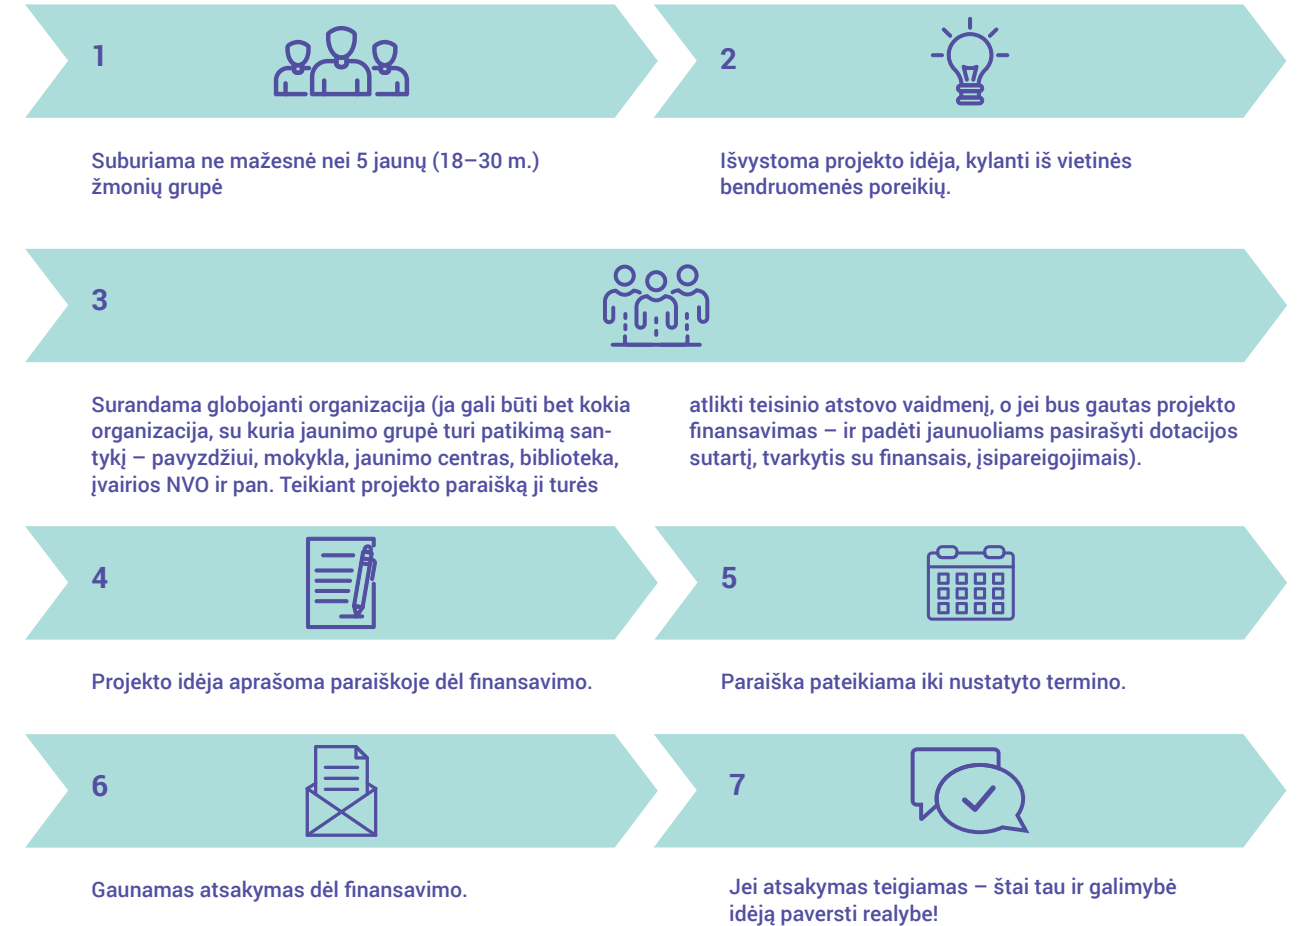 1
Suburiama ne mažesnė nei 5 jaunų (18–30 m.)
žmonių grupė
2
Išvystoma projekto idėja, kylanti iš vietinės
bendruomenės poreikių.
3
Surandama globojanti organizacija (ja gali būti bet kokia
organizacija, su kuria jaunimo grupė turi patikimą san-
tykį – pavyzdžiui, mokykla, jaunimo centras, biblioteka,
įvairios NVO ir pan. Teikiant projekto paraišką ji turės
atlikti teisinio atstovo vaidmenį, o jei bus gautas projekto
finansavimas – ir padėti jaunuoliams pasirašyti dotacijos
sutartį, tvarkytis su finansais, įsipareigojimais).
4
Projekto idėja aprašoma paraiškoje dėl finansavimo.
5
Paraiška pateikiama iki nustatyto termino.
6
Gaunamas atsakymas dėl finansavimo.
7
Jei atsakymas teigiamas – štai tau ir galimybė
idėją paversti realybe!